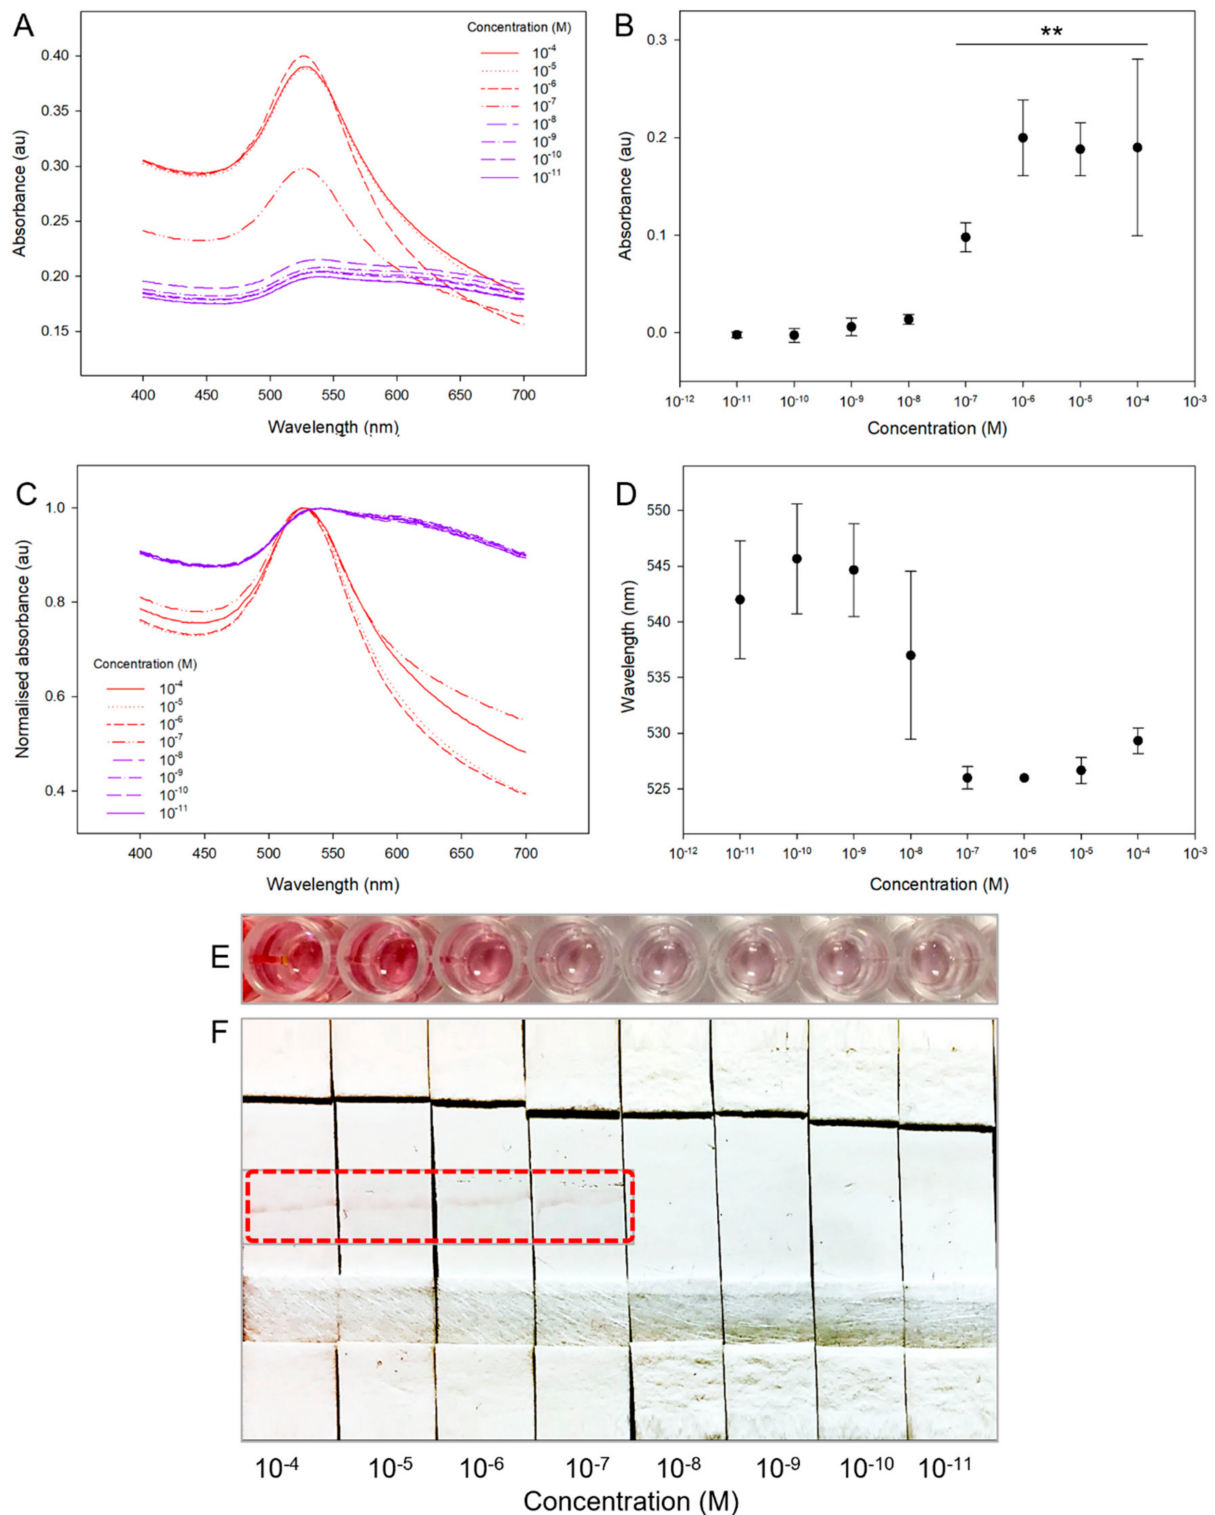 A
Concentration (M)
10⁻⁴
10⁻⁵
10⁻⁶
10⁻⁷
10⁻⁸
10⁻⁹
10⁻¹⁰
10⁻¹¹
0.40
0.35
0.30
0.25
0.20
0.15
Absorbance (au)
400 450 500 550 600 650 700
Wavelength (nm)
B
**
0.3
0.2
0.1
0.0
Absorbance (au)
10⁻¹² 10⁻¹¹ 10⁻¹⁰ 10⁻⁹ 10⁻⁸ 10⁻⁷ 10⁻⁶ 10⁻⁵ 10⁻⁴ 10⁻³
Concentration (M)
C
1.0
0.8
0.6
0.4
Normalised absorbance (au)
Concentration (M)
10⁻⁴
10⁻⁵
10⁻⁶
10⁻⁷
10⁻⁸
10⁻⁹
10⁻¹⁰
10⁻¹¹
400 450 500 550 600 650 700
Wavelength (nm)
D
550
545
540
535
530
525
Wavelength (nm)
10⁻¹² 10⁻¹¹ 10⁻¹⁰ 10⁻⁹ 10⁻⁸ 10⁻⁷ 10⁻⁶ 10⁻⁵ 10⁻⁴ 10⁻³
Concentration (M)
E
F
10⁻⁴ 10⁻⁵ 10⁻⁶ 10⁻⁷ 10⁻⁸ 10⁻⁹ 10⁻¹⁰ 10⁻¹¹
Concentration (M)